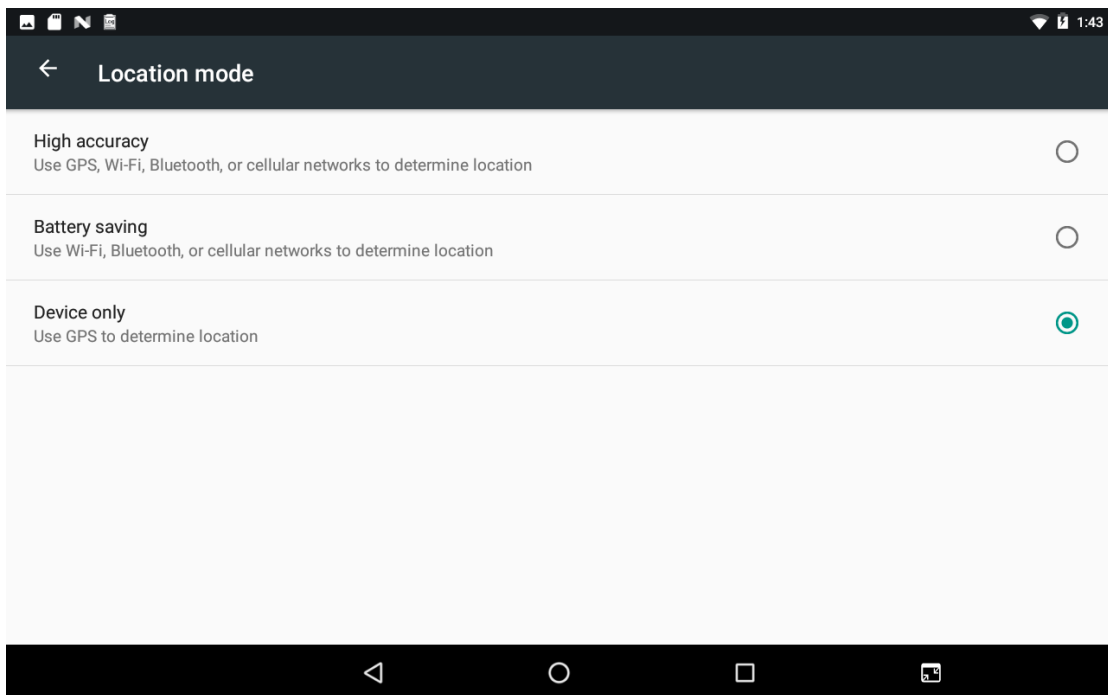 1:43
Location mode
High accuracy
Use GPS, Wi-Fi, Bluetooth, or cellular networks to determine location
Battery saving
Use Wi-Fi, Bluetooth, or cellular networks to determine location
Device only
Use GPS to determine location